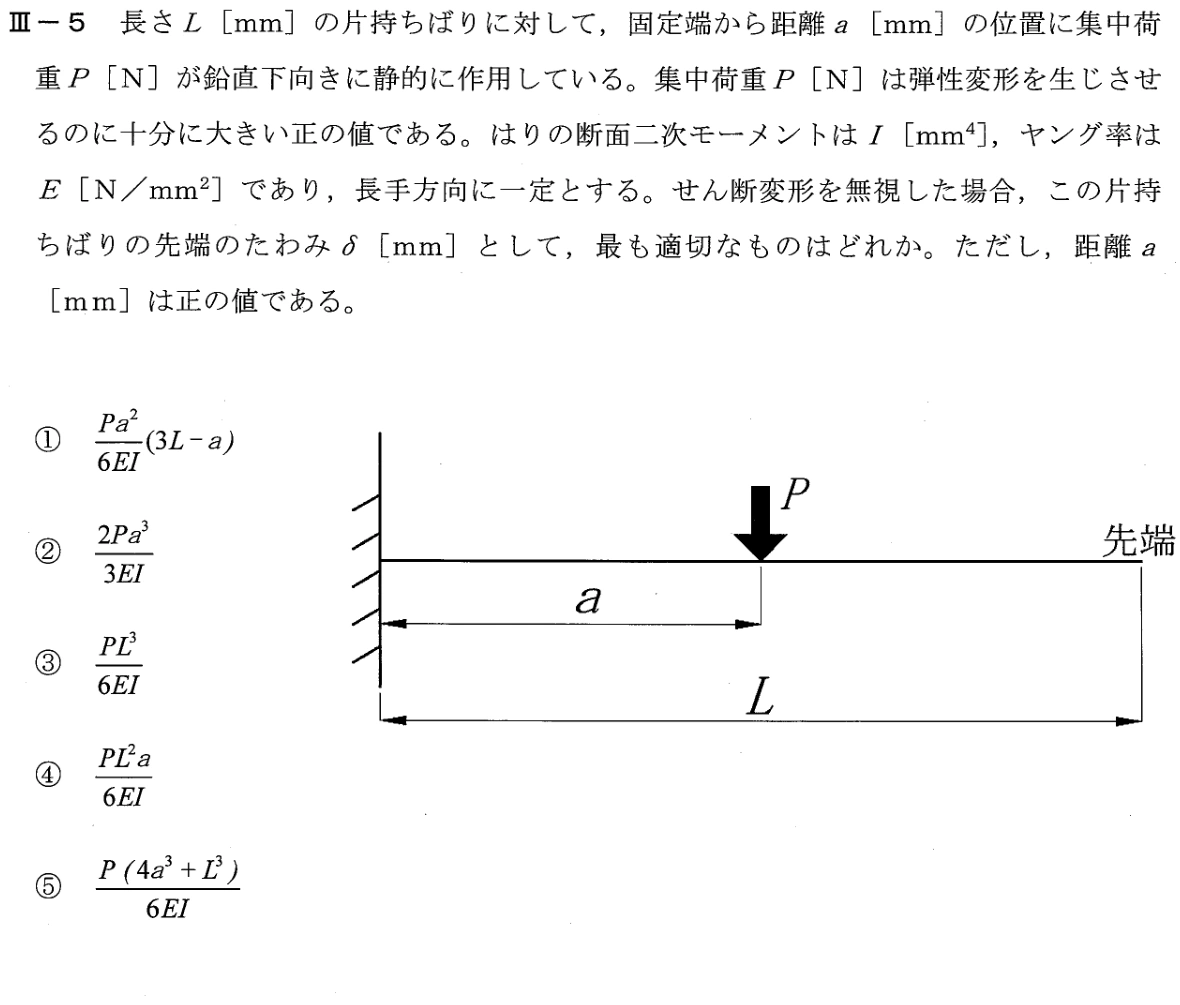 Ⅲ－5　長さL［mm］の片持ちばりに対して，固定端から距離a［mm］の位置に集中荷
重P［N］が鉛直下向きに静的に作用している。集中荷重P［N］は弾性変形を生じさせ
るのに十分に大きい正の値である。はりの断面二次モーメントはI［mm⁴］，ヤング率は
E［N／mm²］であり，長手方向に一定とする。せん断変形を無視した場合，この片持
ちばりの先端のたわみδ［mm］として，最も適切なものはどれか。ただし，距離a
［mm］は正の値である。
① Pa²/6EI (3L－a)
② 2Pa³/3EI
③ PL³/6EI
④ PL²a/6EI
⑤ P(4a³+L³)/6EI
P
先端
a
L